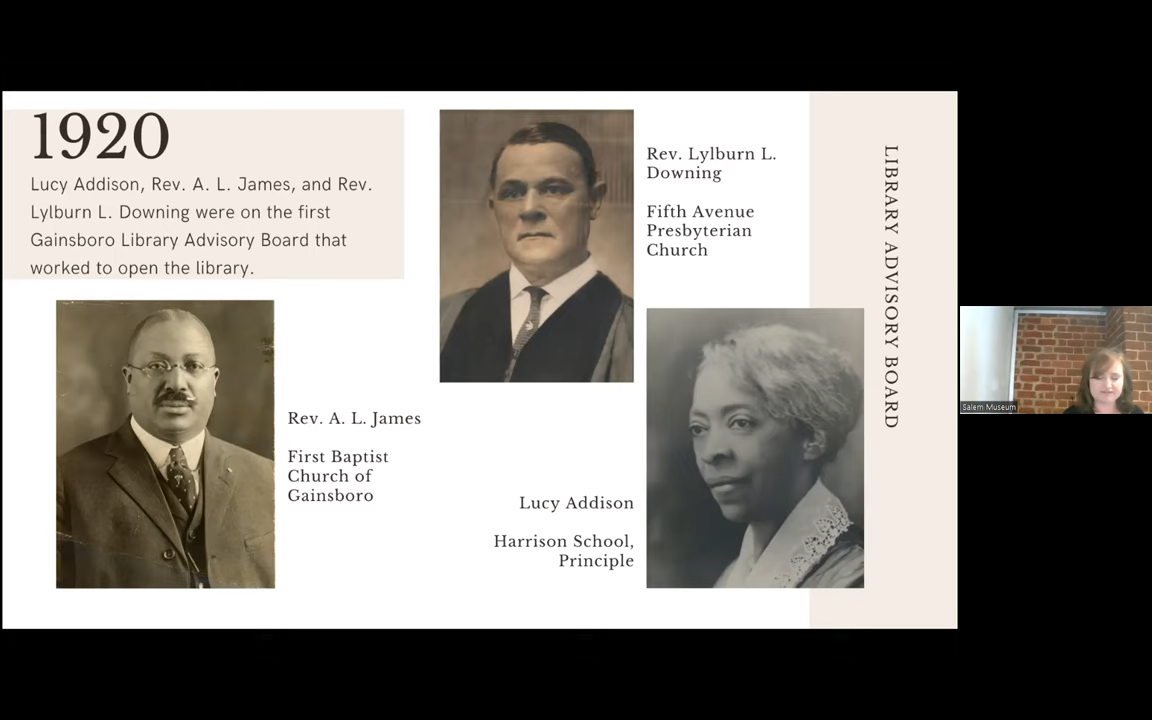 1920
Lucy Addison, Rev. A. L. James, and Rev.
Lylburn L. Downing were on the first
Gainsboro Library Advisory Board that
worked to open the library.
Rev. Lylburn L.
Downing
Fifth Avenue
Presbyterian
Church
LIBRARY ADVISORY BOARD
Rev. A. L. James
First Baptist
Church of
Gainsboro
Lucy Addison
Harrison School,
Principle
Salem Museum